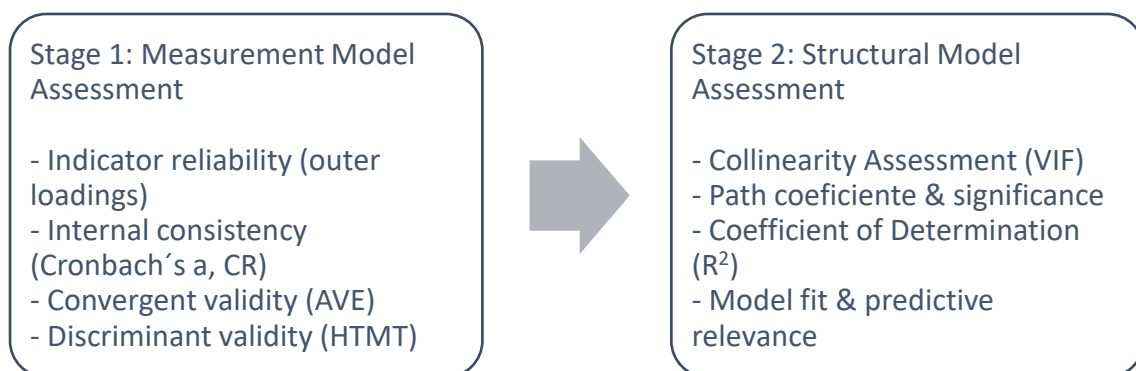 Stage 1: Measurement Model
Assessment
- Indicator reliability (outer
loadings)
- Internal consistency
(Cronbach´s a, CR)
- Convergent validity (AVE)
- Discriminant validity (HTMT)
Stage 2: Structural Model
Assessment
- Collinearity Assessment (VIF)
- Path coeficiente & significance
- Coefficient of Determination
(R²)
- Model fit & predictive
relevance